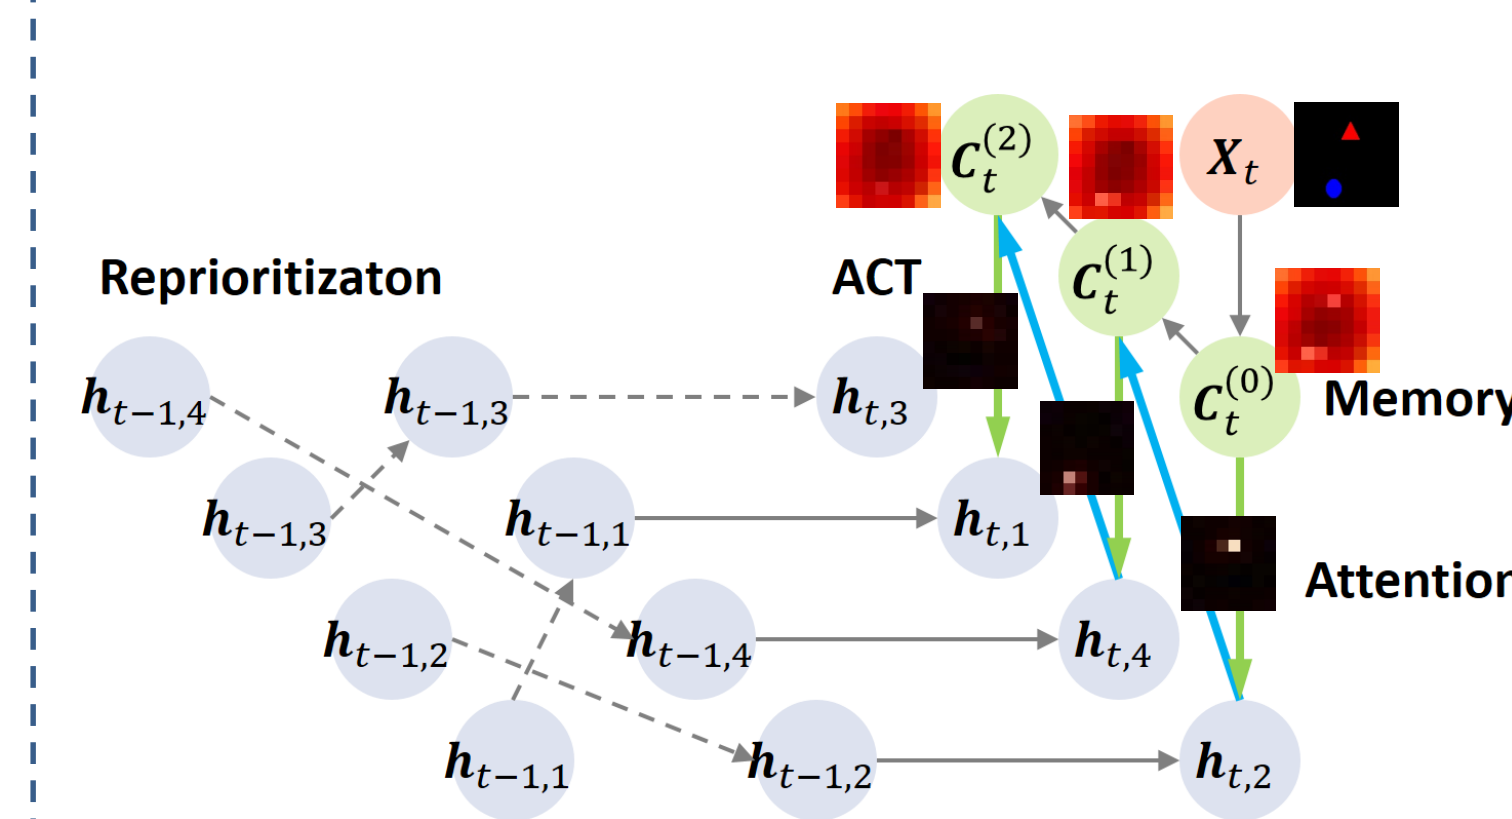 C_t^(2)
X_t
C_t^(1)
Reprioritizaton
ACT
C_t^(0)
Memory
h_{t−1,4}
h_{t−1,3}
h_{t,3}
h_{t−1,3}
h_{t−1,1}
h_{t,1}
Attention
h_{t−1,2}
h_{t−1,4}
h_{t,4}
h_{t−1,1}
h_{t−1,2}
h_{t,2}